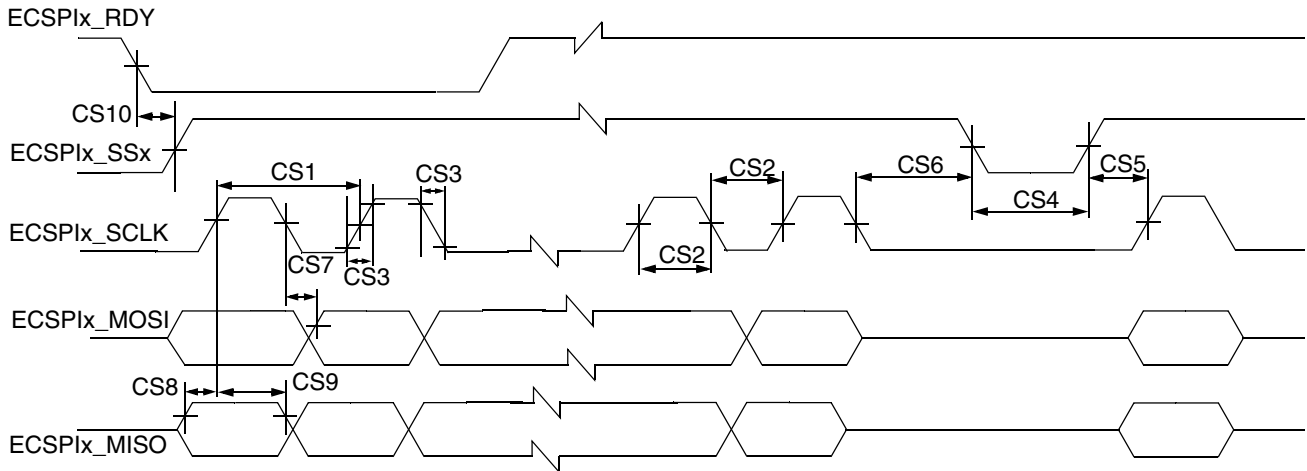 ECSPIx_RDY
CS10
ECSPIx_SSx
CS1
CS3
CS2
CS6
CS5
CS4
ECSPIx_SCLK
CS7
CS3
CS2
ECSPIx_MOSI
CS8
CS9
ECSPIx_MISO